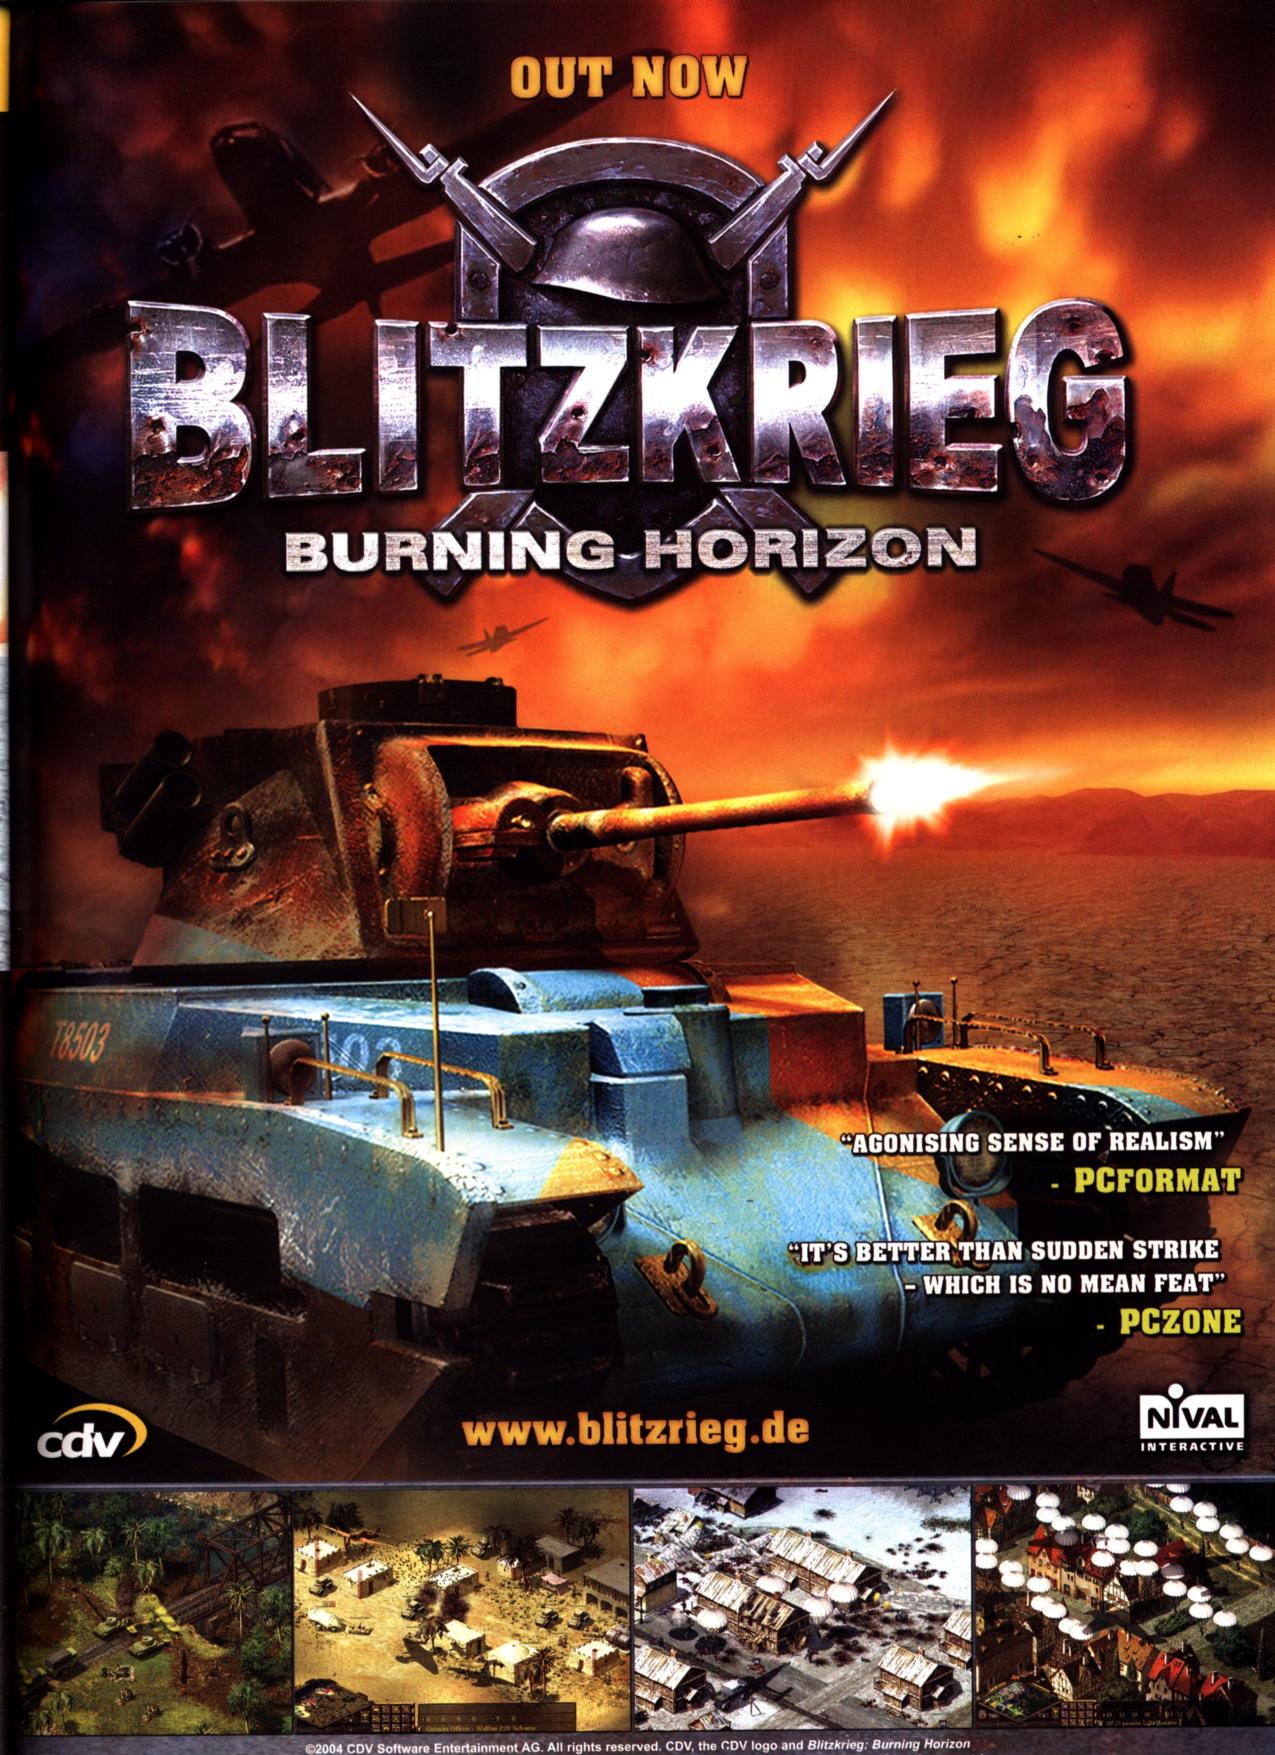 OUT NOW
BLITZKRIEG
BURNING HORIZON
T8503
"AGONISING SENSE OF REALISM"
- PCFORMAT
"IT'S BETTER THAN SUDDEN STRIKE
– WHICH IS NO MEAN FEAT"
- PCZONE
cdv
www.blitzrieg.de
NIVAL
INTERACTIVE
©2004 CDV Software Entertainment AG. All rights reserved. CDV, the CDV logo and Blitzkrieg: Burning Horizon